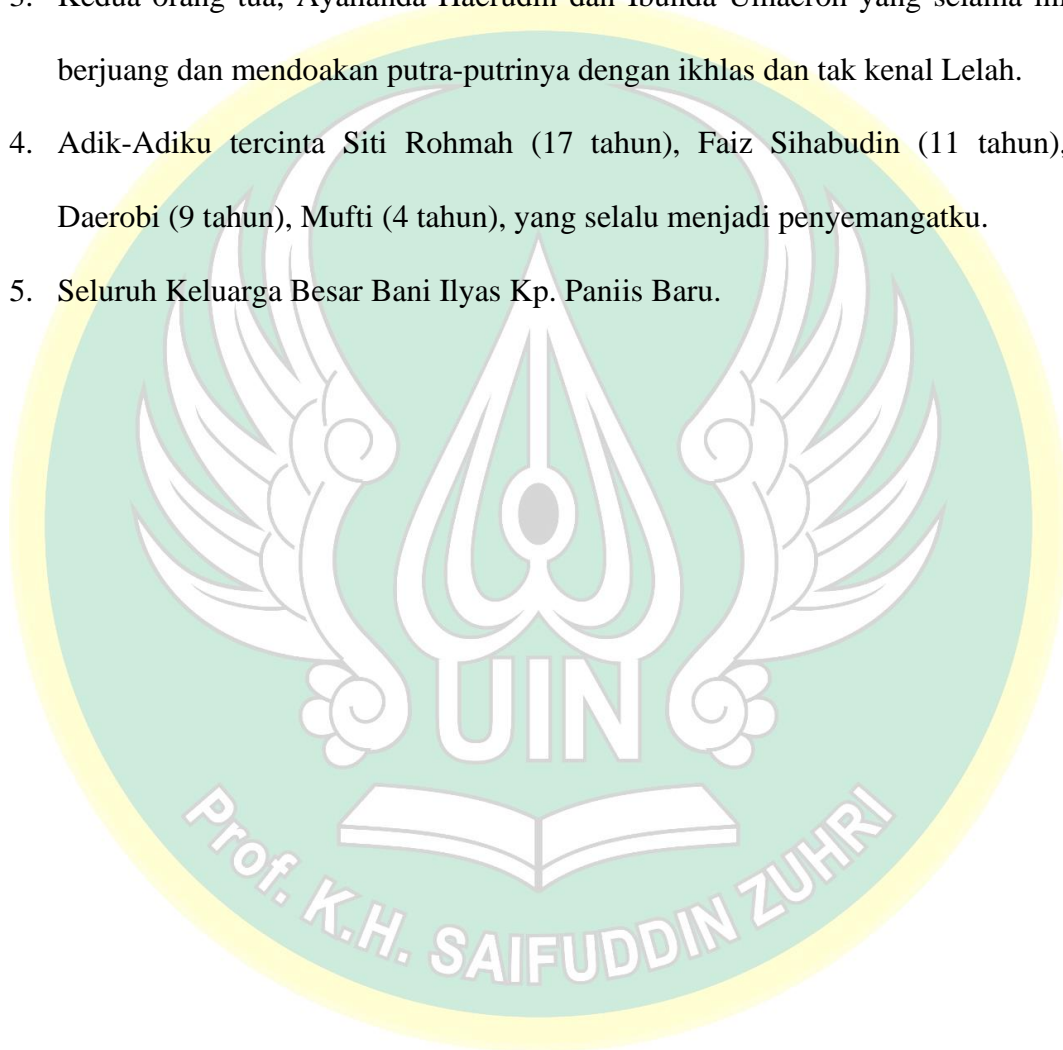 3. Kedua orang tua, Ayahanda Haerudin dan Ibunda yang selama ini
berjuang dan mendoakan putra-putrinya dengan ikhlas dan tak kenal Lelah.
4. Adik-Adiku tercinta Siti Rohmah (17 tahun), Faiz Sihabudin (11 tahun),
Daerobi (9 tahun), Mufti (4 tahun), yang selalu menjadi penyemangatku.
5. Seluruh Keluarga Besar Bani Ilyas Kp. Paniis Baru.
UIN
Prof. K.H. SAIFUDDIN ZUHRI